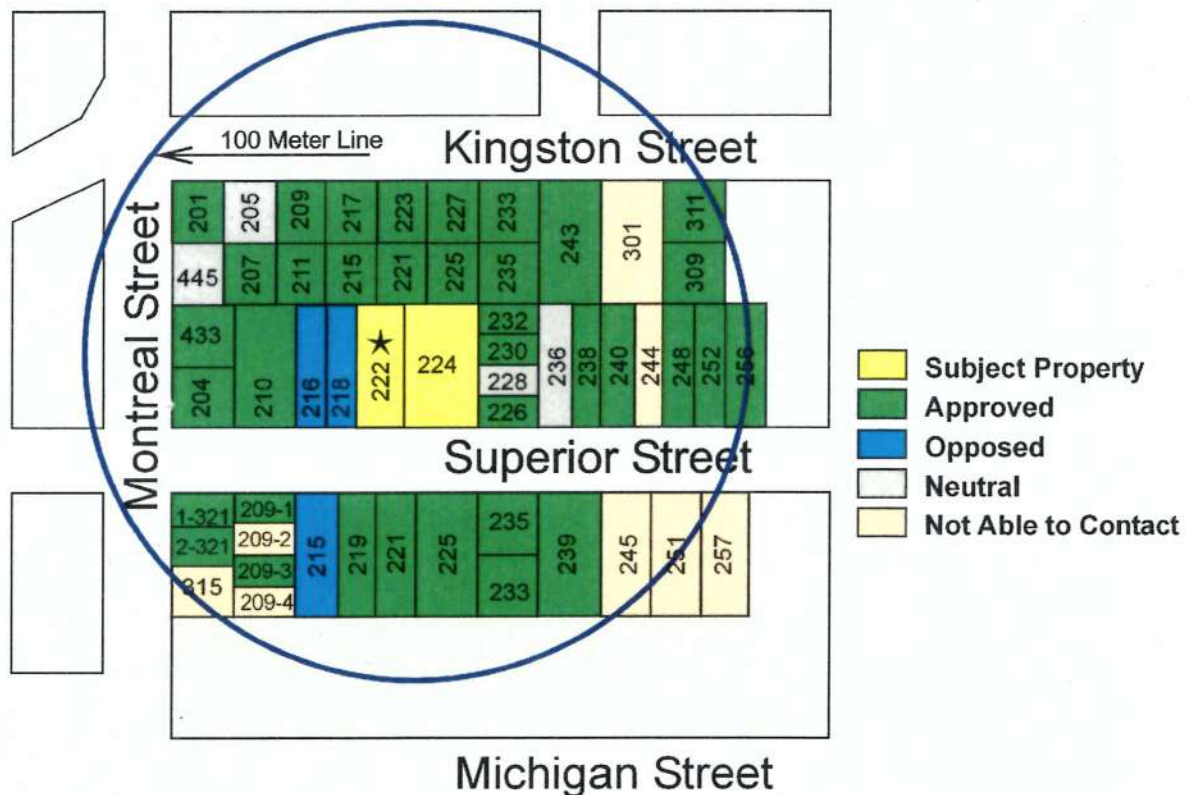 100 Meter Line
Kingston Street
Montreal Street
201 205 209 217 223 227 233 243 301 311
445 207 211 215 221 225 235 309
433 210 216 218 222 224 232 236 238 240 244 248 252 256
230
228
204 226
Superior Street
1-321 209-1 215 219 221 225 235 239 245 251 257
2-321 209-2
209-3
315 209-4 233
Michigan Street
Subject Property
Approved
Opposed
Neutral
Not Able to Contact